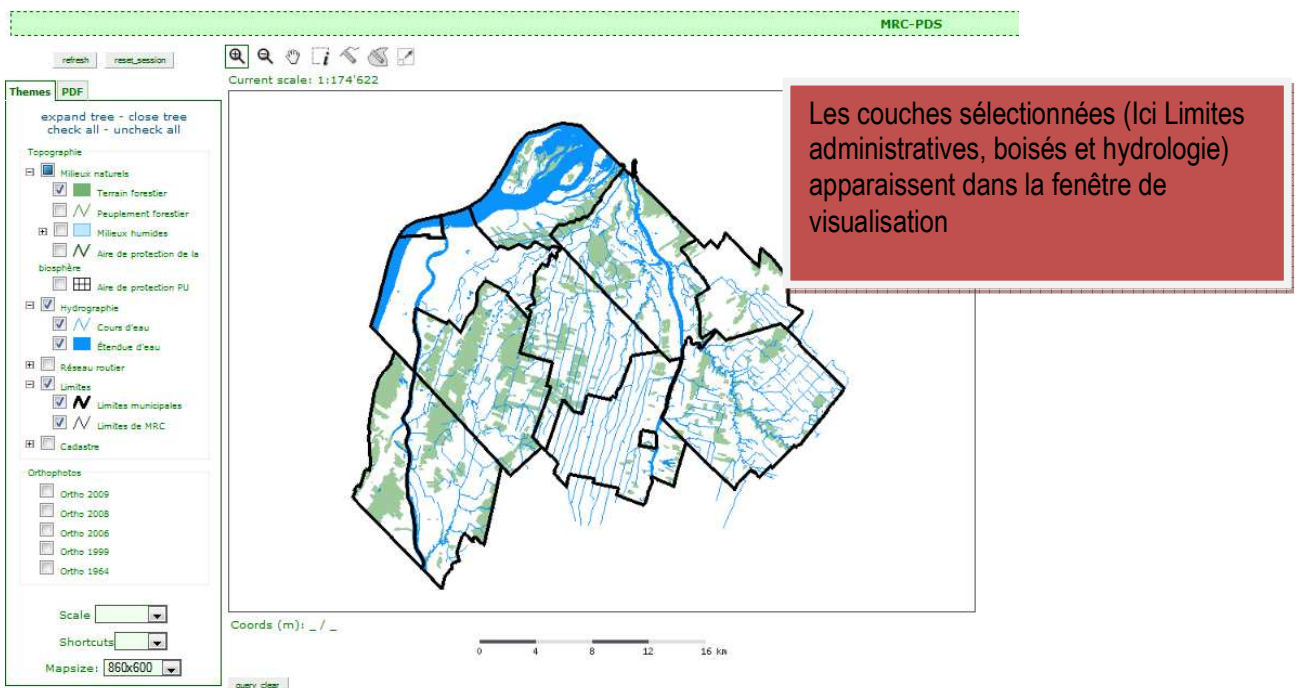 MRC-PDS
refresh reset_session
Current scale: 1:174'622
Themes PDF
expand tree - close tree
check all - uncheck all
Topographie
Milieux naturels
Terrain forestier
Peuplement forestier
Milieux humides
Aire de protection de la
biosphère
Aire de protection PU
Hydrographie
Cours d'eau
Étendue d'eau
Réseau routier
Limites
Limites municipales
Limites de MRC
Cadastre
Orthophotos
Ortho 2009
Ortho 2008
Ortho 2006
Ortho 1999
Ortho 1964
Scale
Shortcuts
Mapsize: 860x600
Les couches sélectionnées (Ici Limites
administratives, boisés et hydrologie)
apparaissent dans la fenêtre de
visualisation
Coords (m): _ / _
0 4 8 12 16 km
query_clear